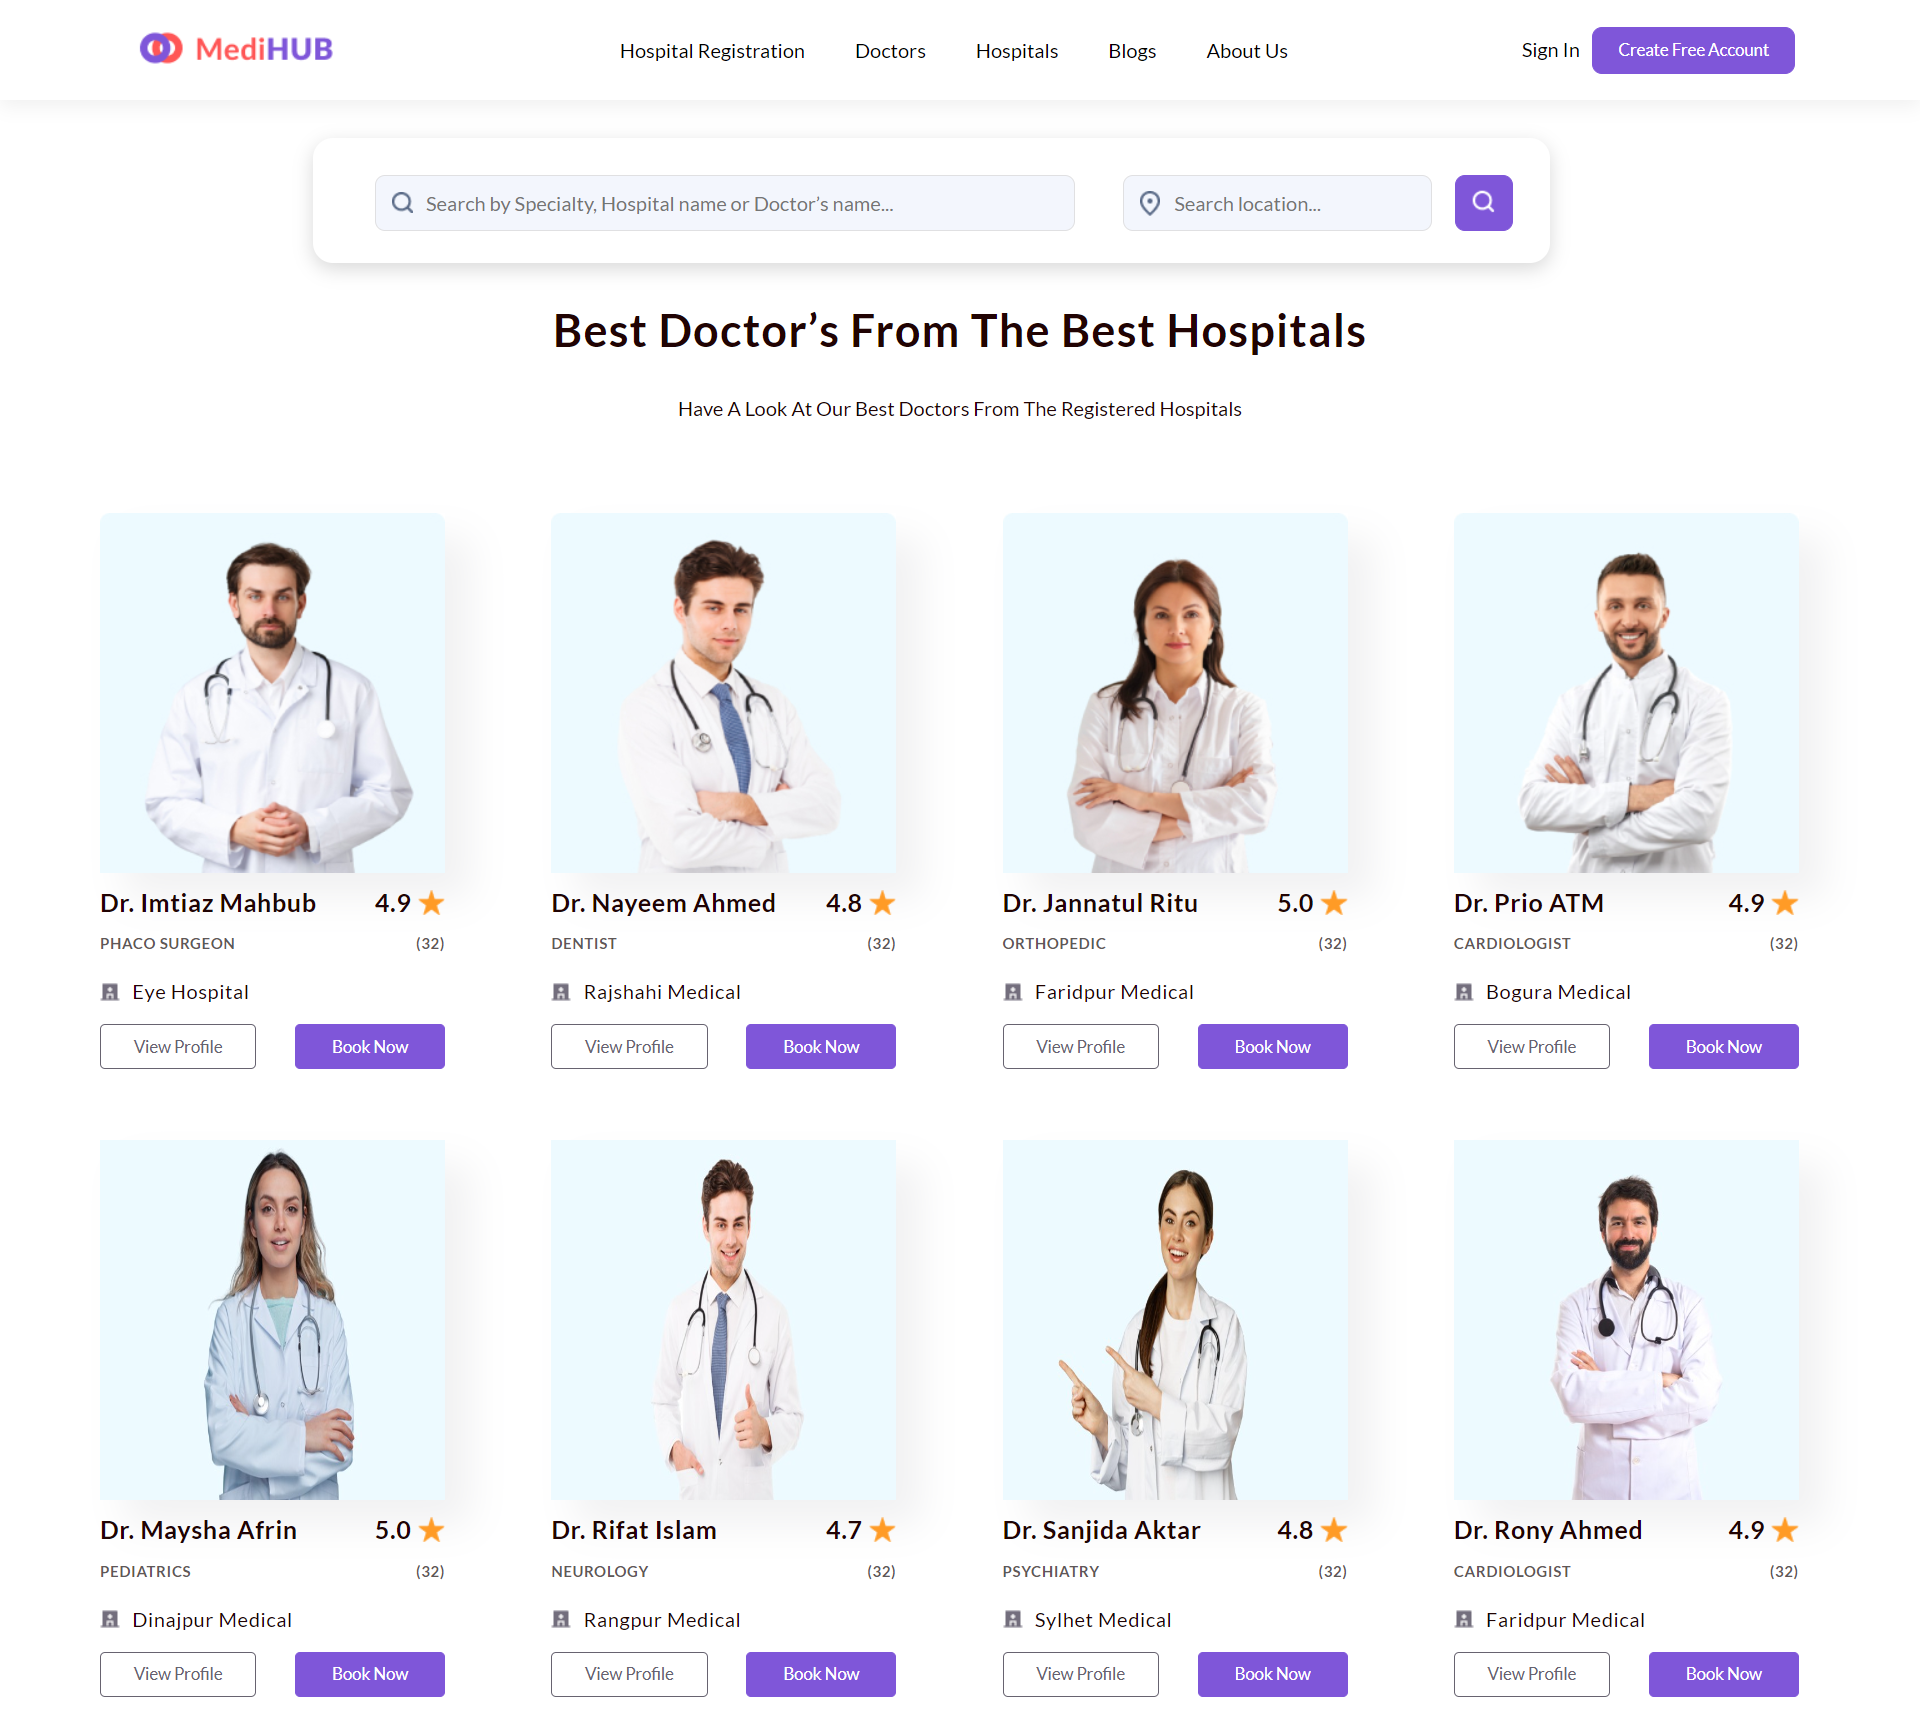 MediHUB
Hospital Registration Doctors Hospitals Blogs About Us Sign In Create Free Account
Search by Specialty, Hospital name or Doctor’s name... Search location...
Best Doctor’s From The Best Hospitals
Have A Look At Our Best Doctors From The Registered Hospitals
Dr. Imtiaz Mahbub 4.9
PHACO SURGEON (32)
Eye Hospital
View Profile Book Now
Dr. Nayeem Ahmed 4.8
DENTIST (32)
Rajshahi Medical
View Profile Book Now
Dr. Jannatul Ritu 5.0
ORTHOPEDIC (32)
Faridpur Medical
View Profile Book Now
Dr. Prio ATM 4.9
CARDIOLOGIST (32)
Bogura Medical
View Profile Book Now
Dr. Maysha Afrin 5.0
PEDIATRICS (32)
Dinajpur Medical
View Profile Book Now
Dr. Rifat Islam 4.7
NEUROLOGY (32)
Rangpur Medical
View Profile Book Now
Dr. Sanjida Aktar 4.8
PSYCHIATRY (32)
Sylhet Medical
View Profile Book Now
Dr. Rony Ahmed 4.9
CARDIOLOGIST (32)
Faridpur Medical
View Profile Book Now